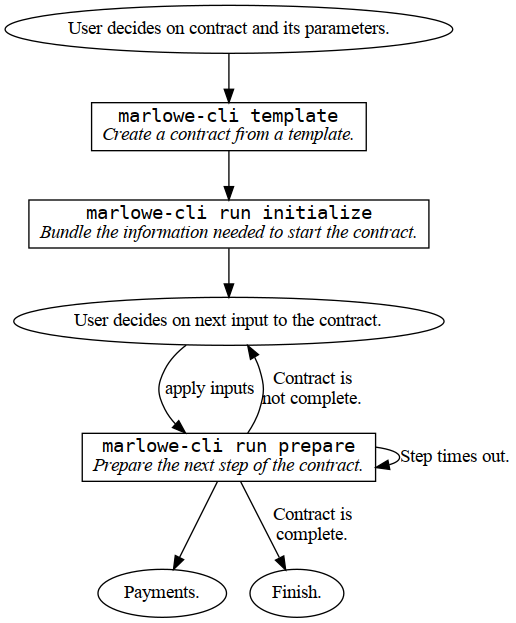 User decides on contract and its parameters.
marlowe-cli template
Create a contract from a template.
marlowe-cli run initialize
Bundle the information needed to start the contract.
User decides on next input to the contract.
apply inputs
Contract is
not complete.
marlowe-cli run prepare
Prepare the next step of the contract.
Step times out.
Contract is
complete.
Payments.
Finish.